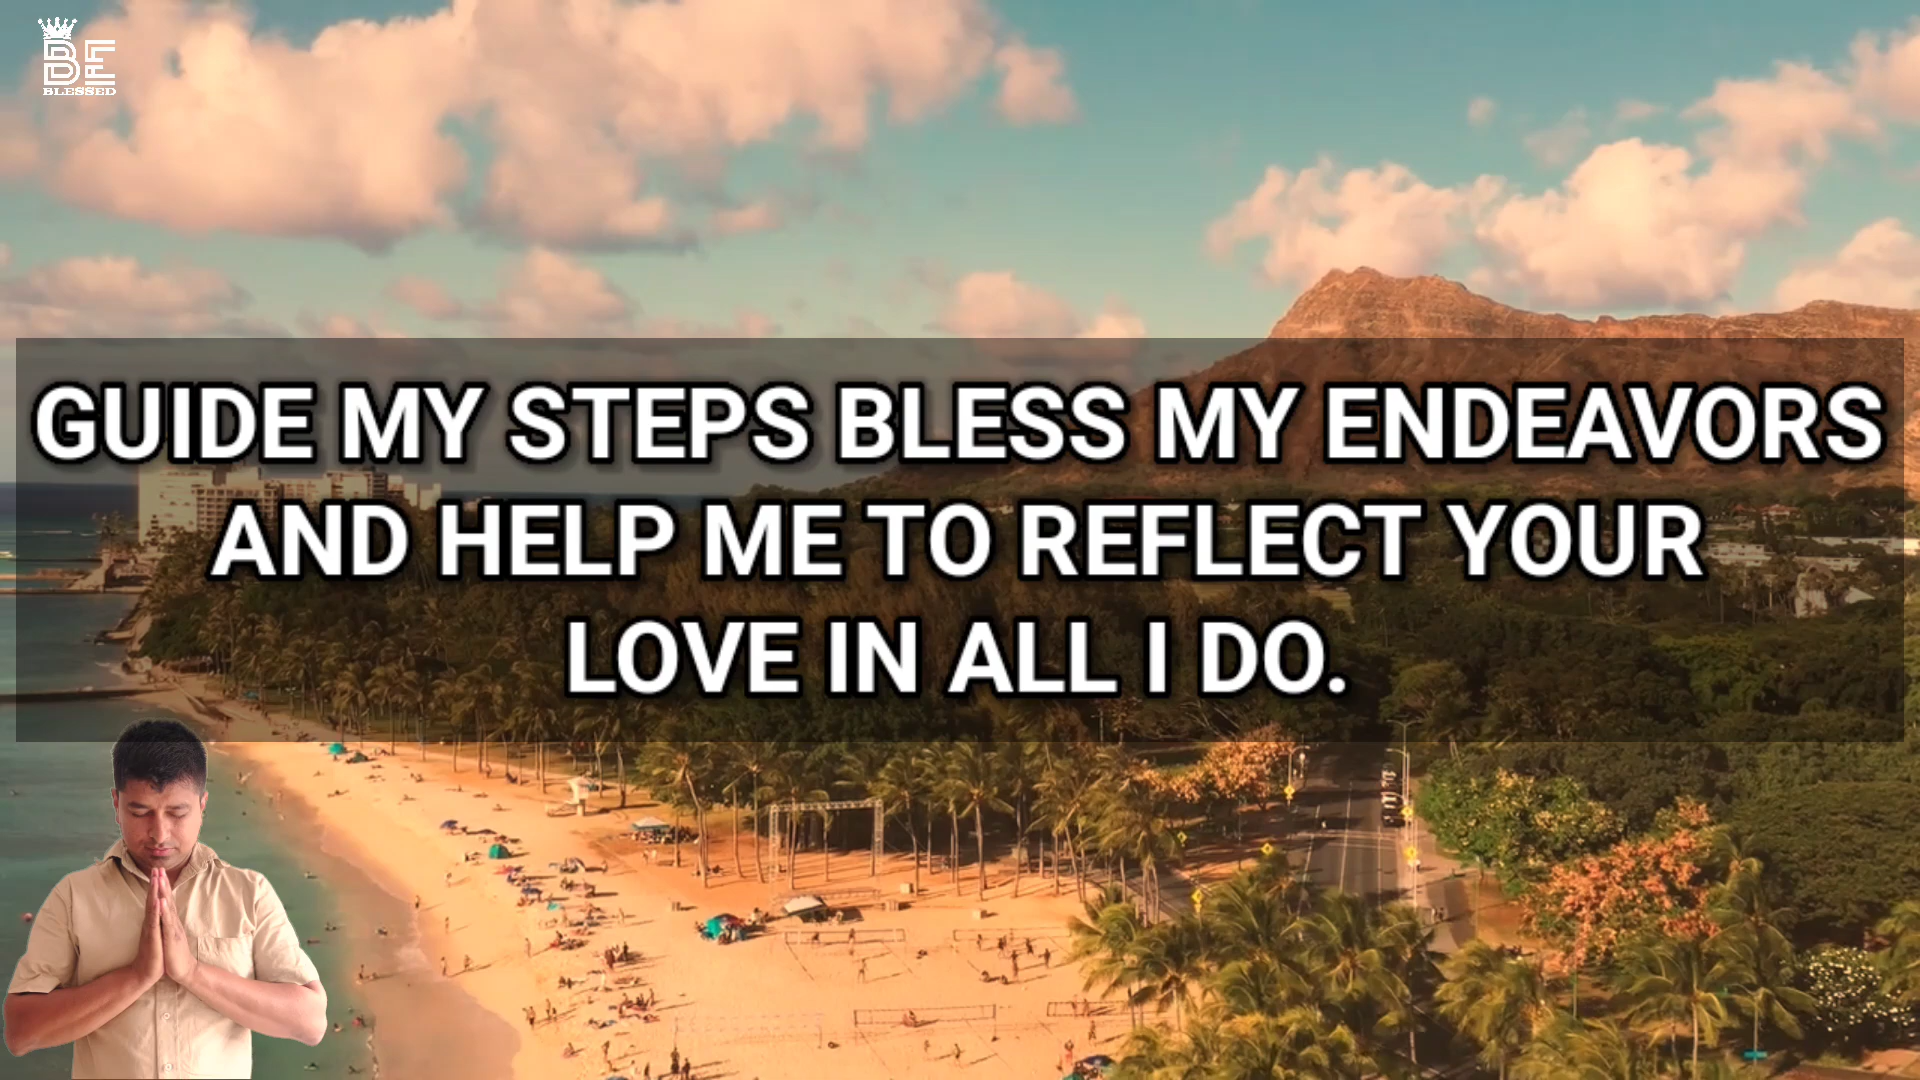 BE
BLESSED
GUIDE MY STEPS BLESS MY ENDEAVORS
AND HELP ME TO REFLECT YOUR
LOVE IN ALL I DO.